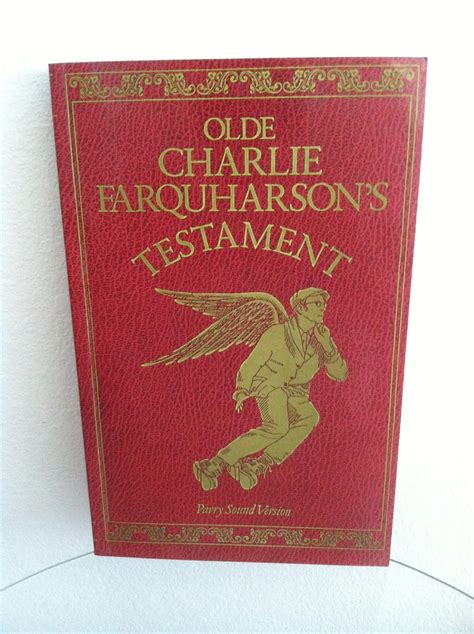 OLDE
CHARLIE
FARQUHARSON'S
TESTAMENT
Parry Sound Version